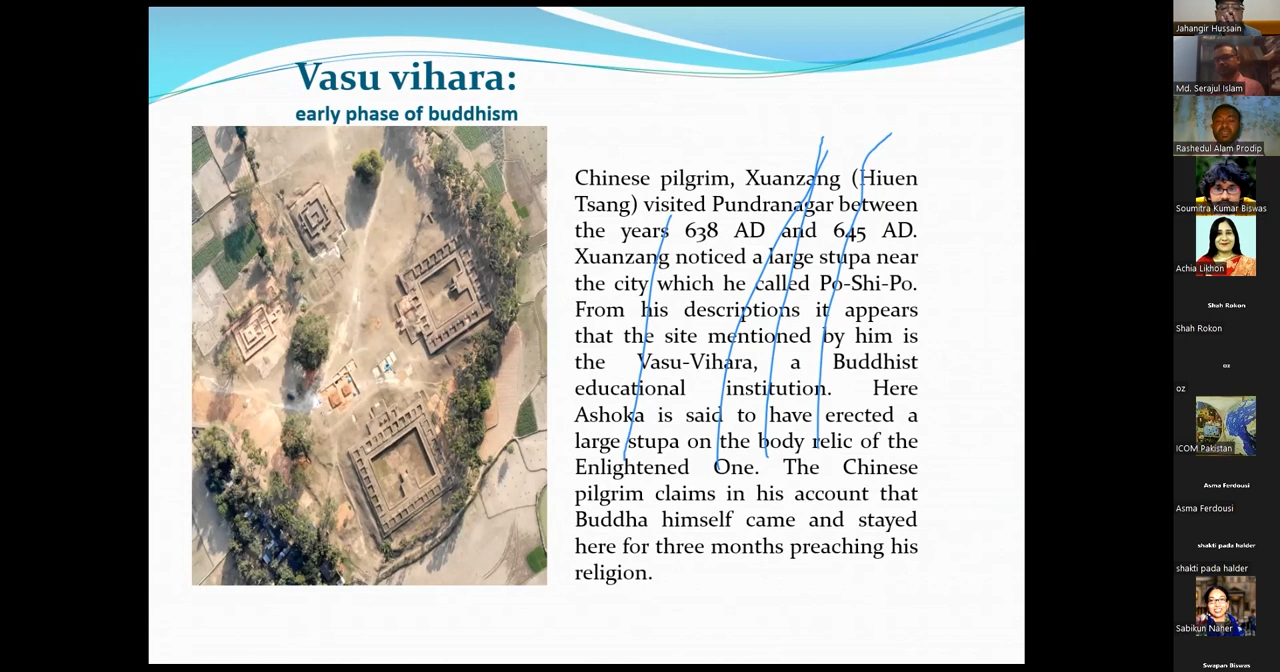 Vasu vihara:
early phase of buddhism
Chinese pilgrim, Xuanzang (Hiuen
Tsang) visited Pundranagar between
the years 638 AD and 645 AD.
Xuanzang noticed a large stupa near
the city which he called Po-Shi-Po.
From his descriptions it appears
that the site mentioned by him is
the Vasu-Vihara, a Buddhist
educational institution. Here
Ashoka is said to have erected a
large stupa on the body relic of the
Enlightened One. The Chinese
pilgrim claims in his account that
Buddha himself came and stayed
here for three months preaching his
religion.
Jahangir Hussain
Md. Serajul Islam
Rashedul Alam Prodip
Soumitra Kumar Biswas
Achia Likhon
Shah Rokon
Shah Rokon
oz
oz
ICOM Pakistan
Asma Ferdousi
Asma Ferdousi
shakti pada halder
shakti pada halder
Sabikun Naher
Swapan Biswas